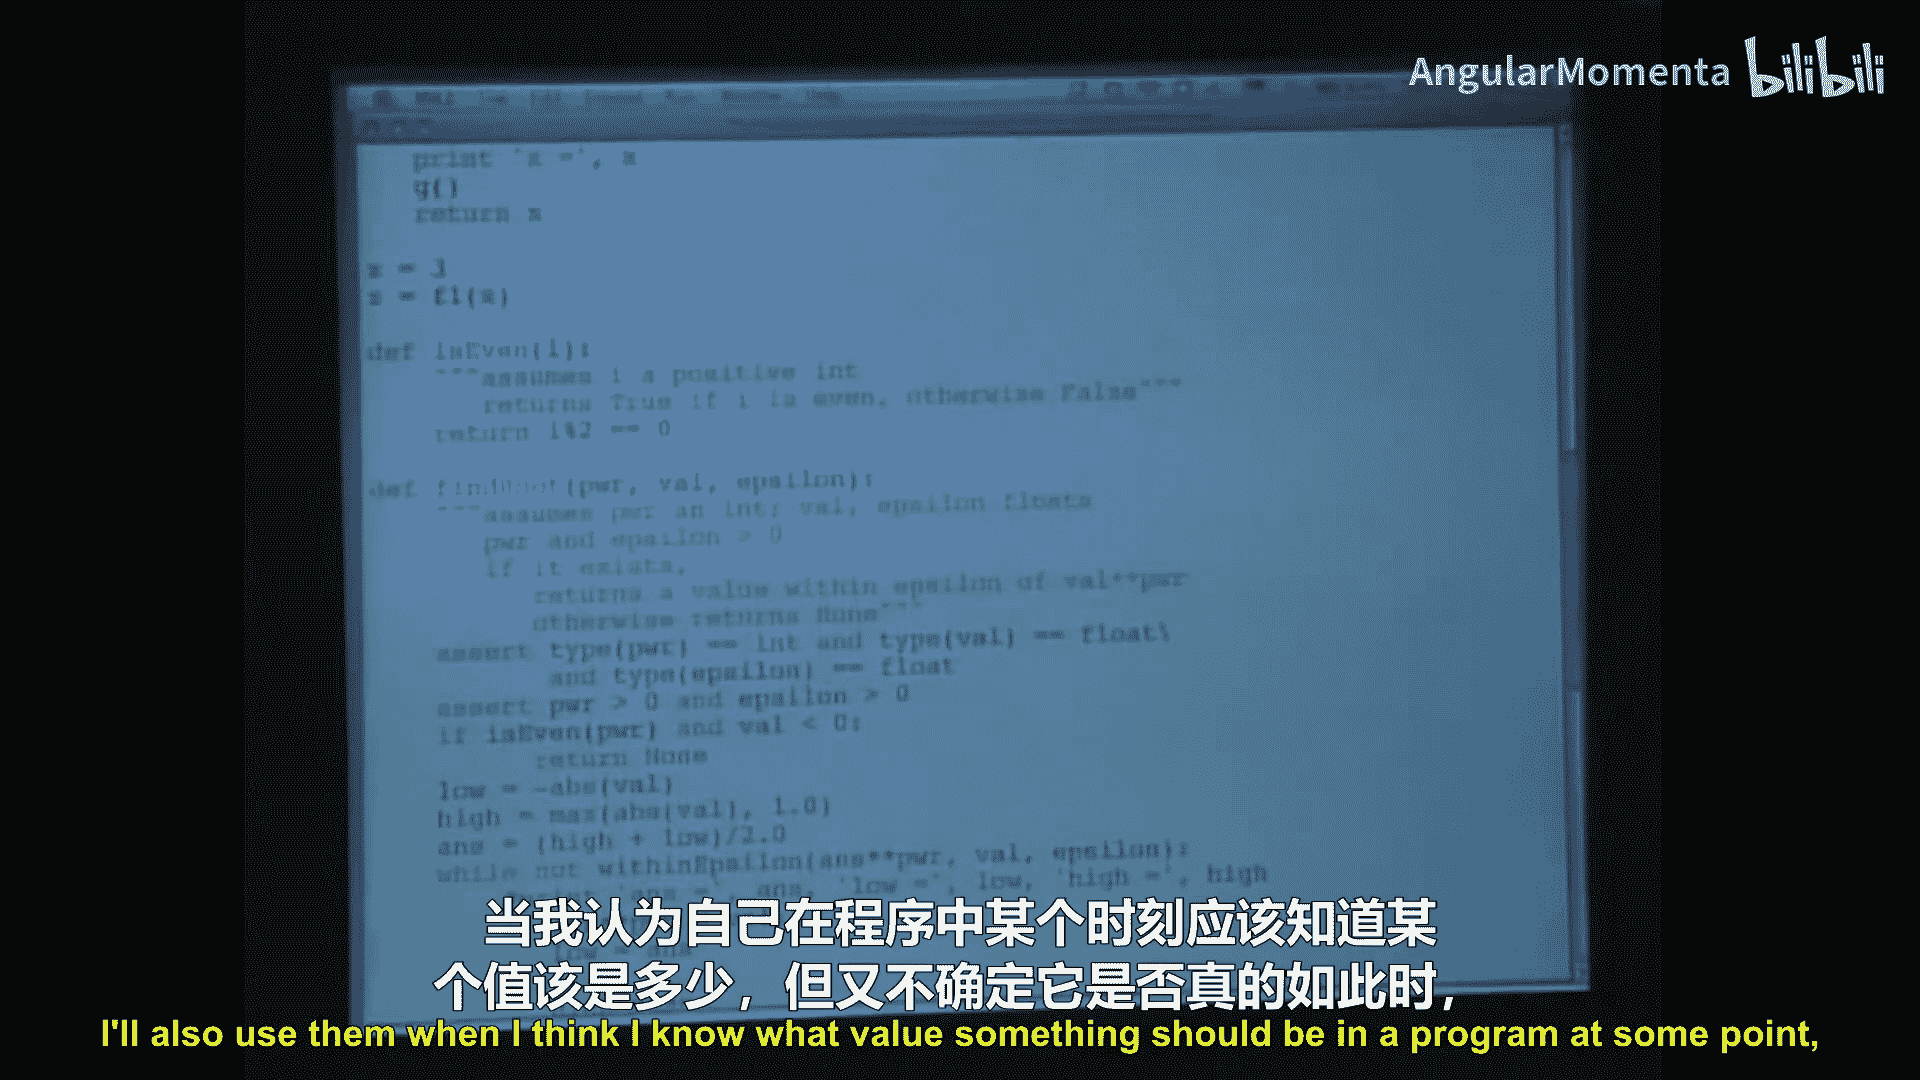 AngularMomenta bilibili
print 'x =', x
g()
return x
x = 3
z = f1(x)
def isEven(i):
"""assumes i a positive int
returns True if i is even, otherwise False"""
return i%2 == 0
def findRoot(pwr, val, epsilon):
"""assumes pwr an int; val, epsilon floats
pwr and epsilon > 0
if it exists,
returns a value within epsilon of val**pwr
otherwise returns None"""
assert type(pwr) == int and type(val) == float\
and type(epsilon) == float
assert pwr > 0 and epsilon > 0
if isEven(pwr) and val < 0:
return None
low = -abs(val)
high = max(abs(val), 1.0)
ans = (high + low)/2.0
while not withinEpsilon(ans**pwr, val, epsilon):
ans, 'low =', low, 'high =', high
当我认为自己在程序中某个时刻应该知道某
个值该是多少，但又不确定它是否真的如此时，
I'll also use them when I think I know what value something should be in a program at some point,